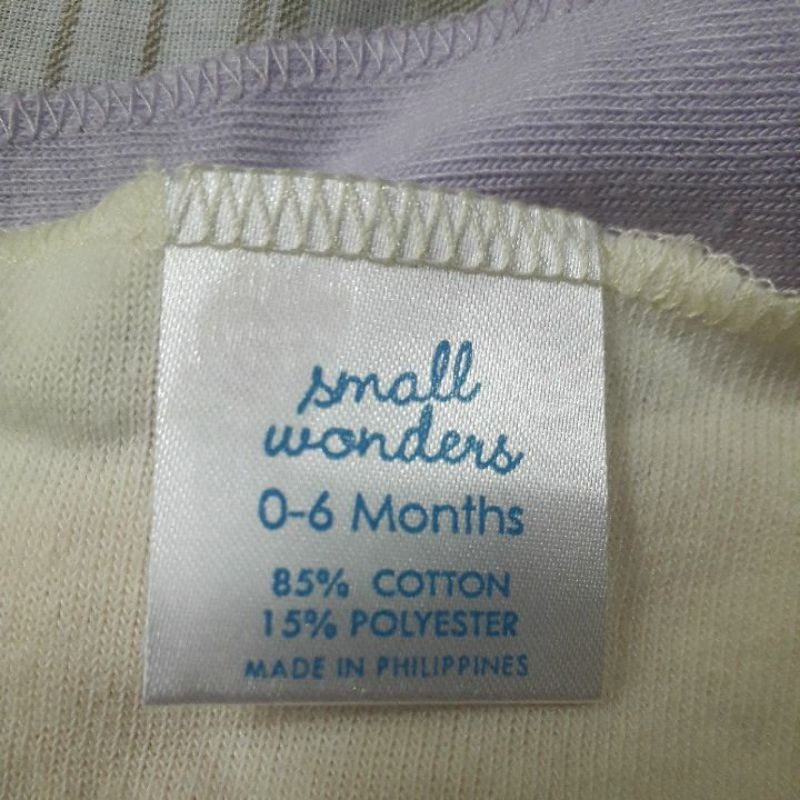 small
wonders
0-6 Months
85% COTTON
15% POLYESTER
MADE IN PHILIPPINES